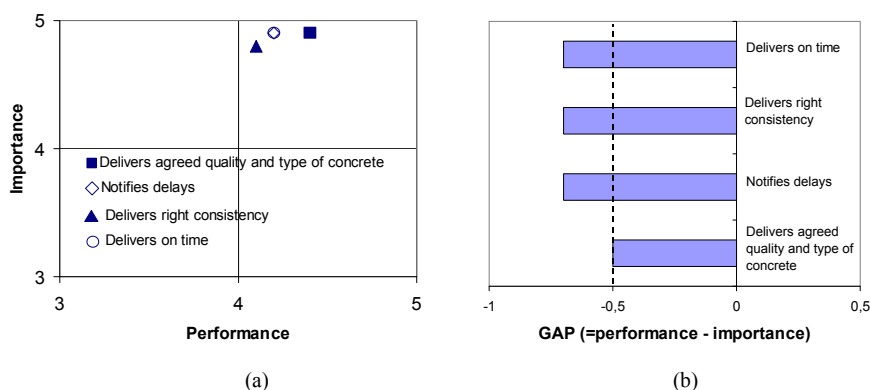 5
4
3
Importance
Delivers agreed quality and type of concrete
Notifies delays
Delivers right consistency
Delivers on time
3
4
5
Performance
(a)
Delivers on time
Delivers right
consistency
Notifies delays
Delivers agreed
quality and type of
concrete
-1
-0,5
0
0,5
GAP (=performance - importance)
(b)